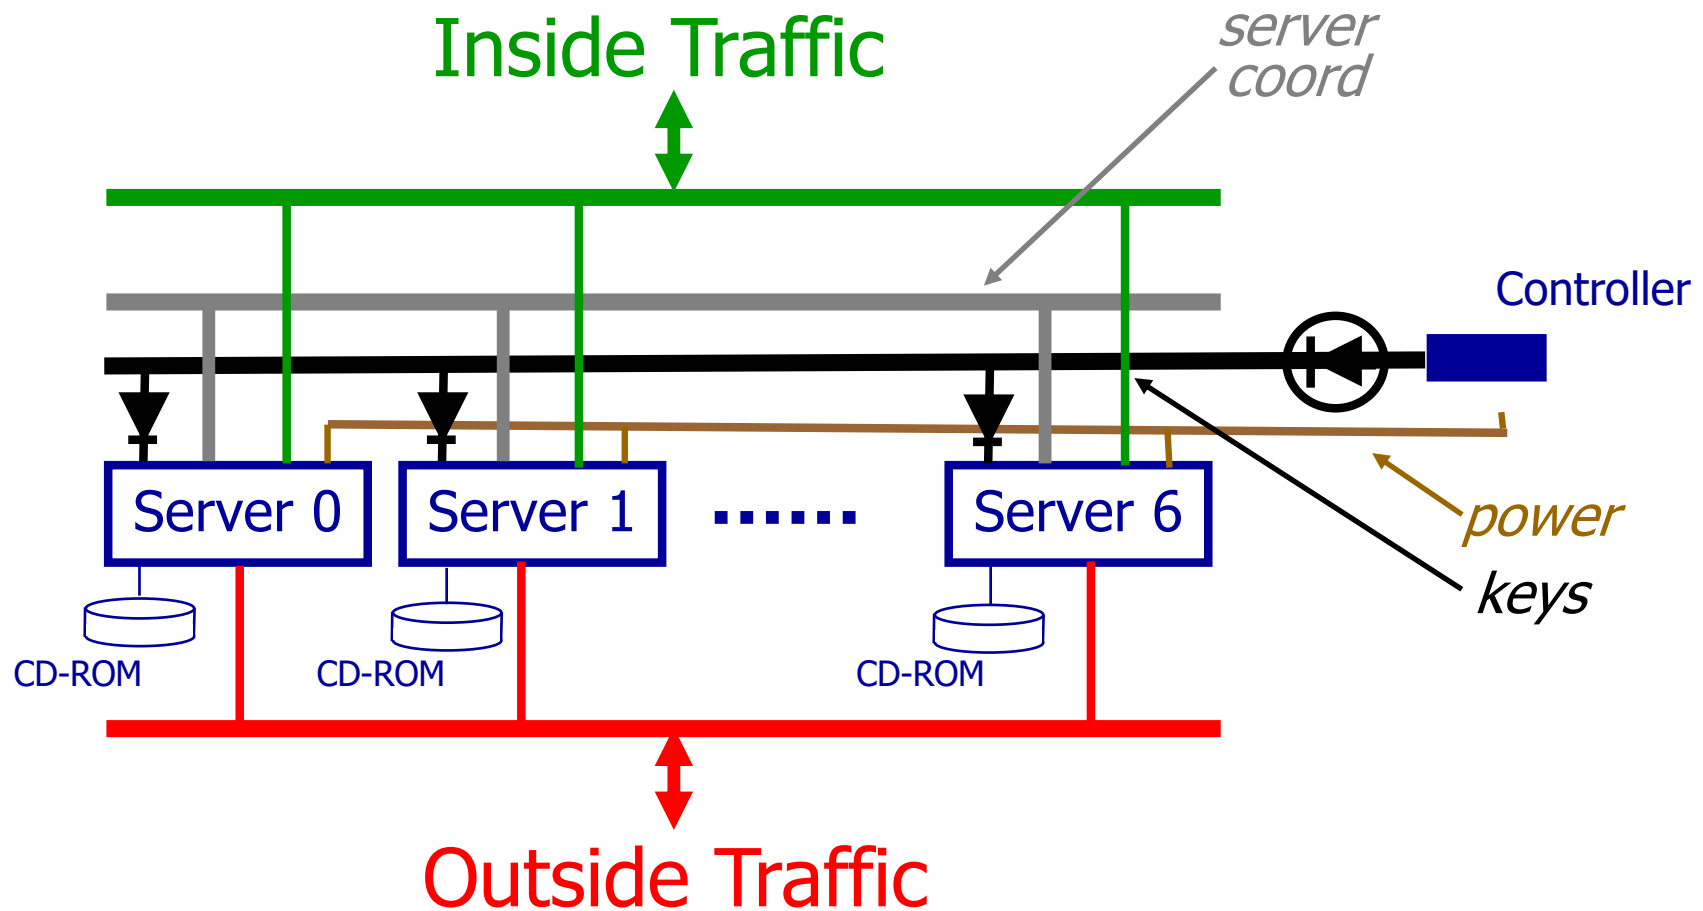 Inside Traffic
server
coord
Controller
Server 0
Server 1
......
Server 6
power
keys
CD-ROM
CD-ROM
CD-ROM
Outside Traffic